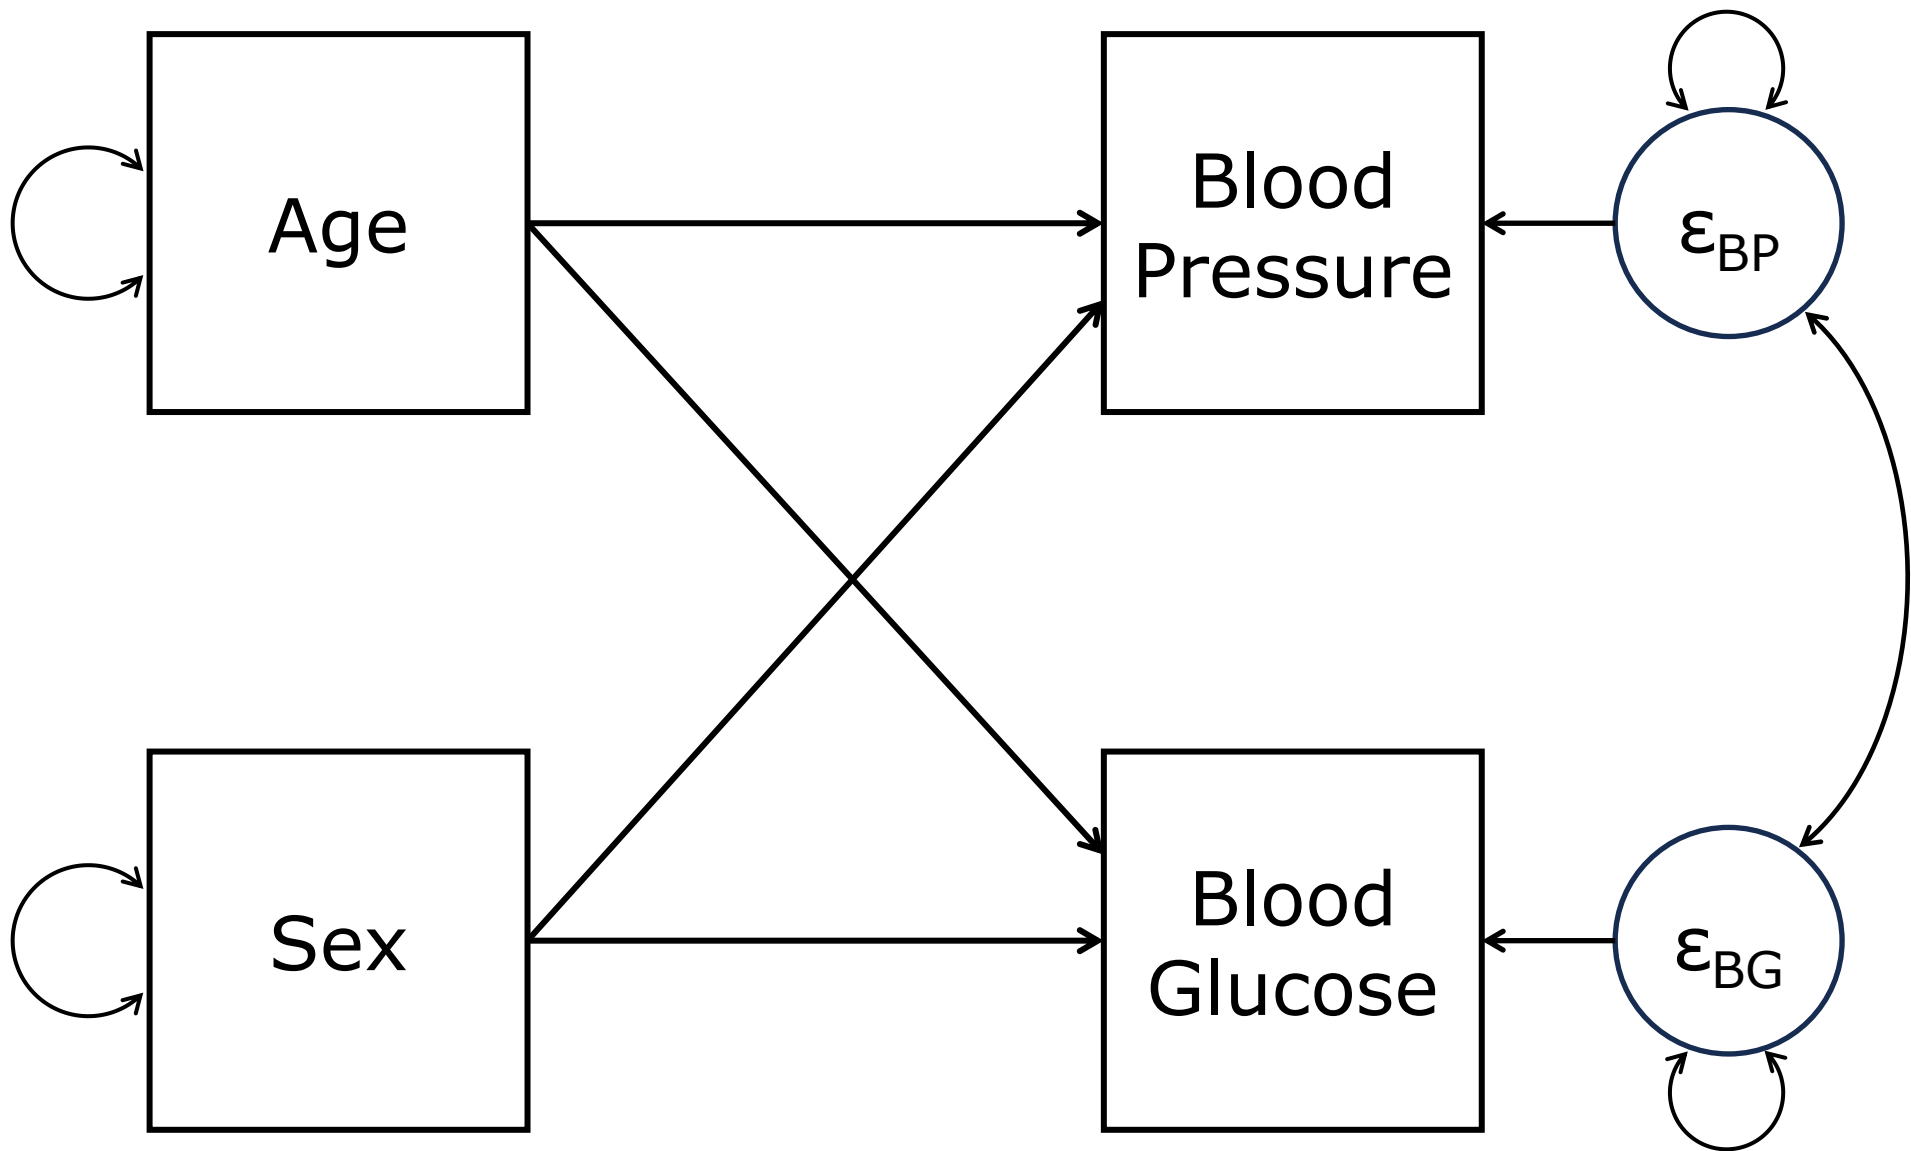 Age
Blood
Pressure
εBP
Sex
Blood
Glucose
εBG